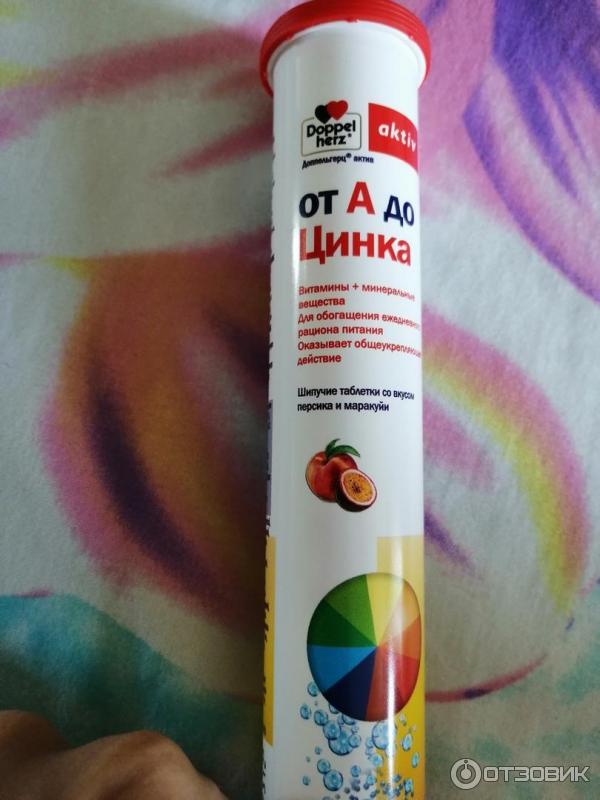 Doppel
herz®
aktiv
Доппельгерц® актив
от А до
Цинка
Витамины + минеральные
вещества
Для обогащения ежедневного
рациона питания
Оказывает общеукрепляющее
действие
Шипучие таблетки со вкусом
персика и маракуйи
ОТЗОВИК